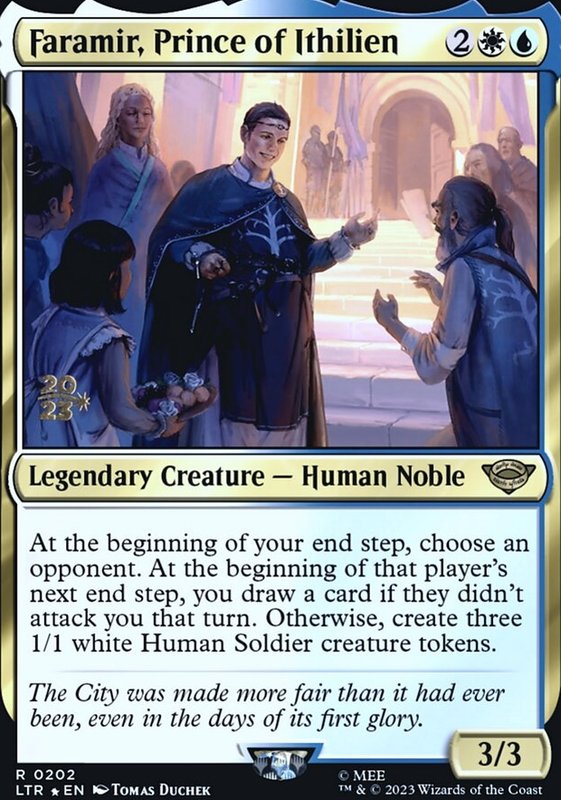 Faramir, Prince of Ithilien 2
20
23
Legendary Creature — Human Noble
At the beginning of your end step, choose an
opponent. At the beginning of that player's
next end step, you draw a card if they didn't
attack you that turn. Otherwise, create three
1/1 white Human Soldier creature tokens.
The City was made more fair than it had ever
been, even in the days of its first glory.
3/3
R 0202
LTR ★ EN Tomas Duchek
© MEE
™ & © 2023 Wizards of the Coast